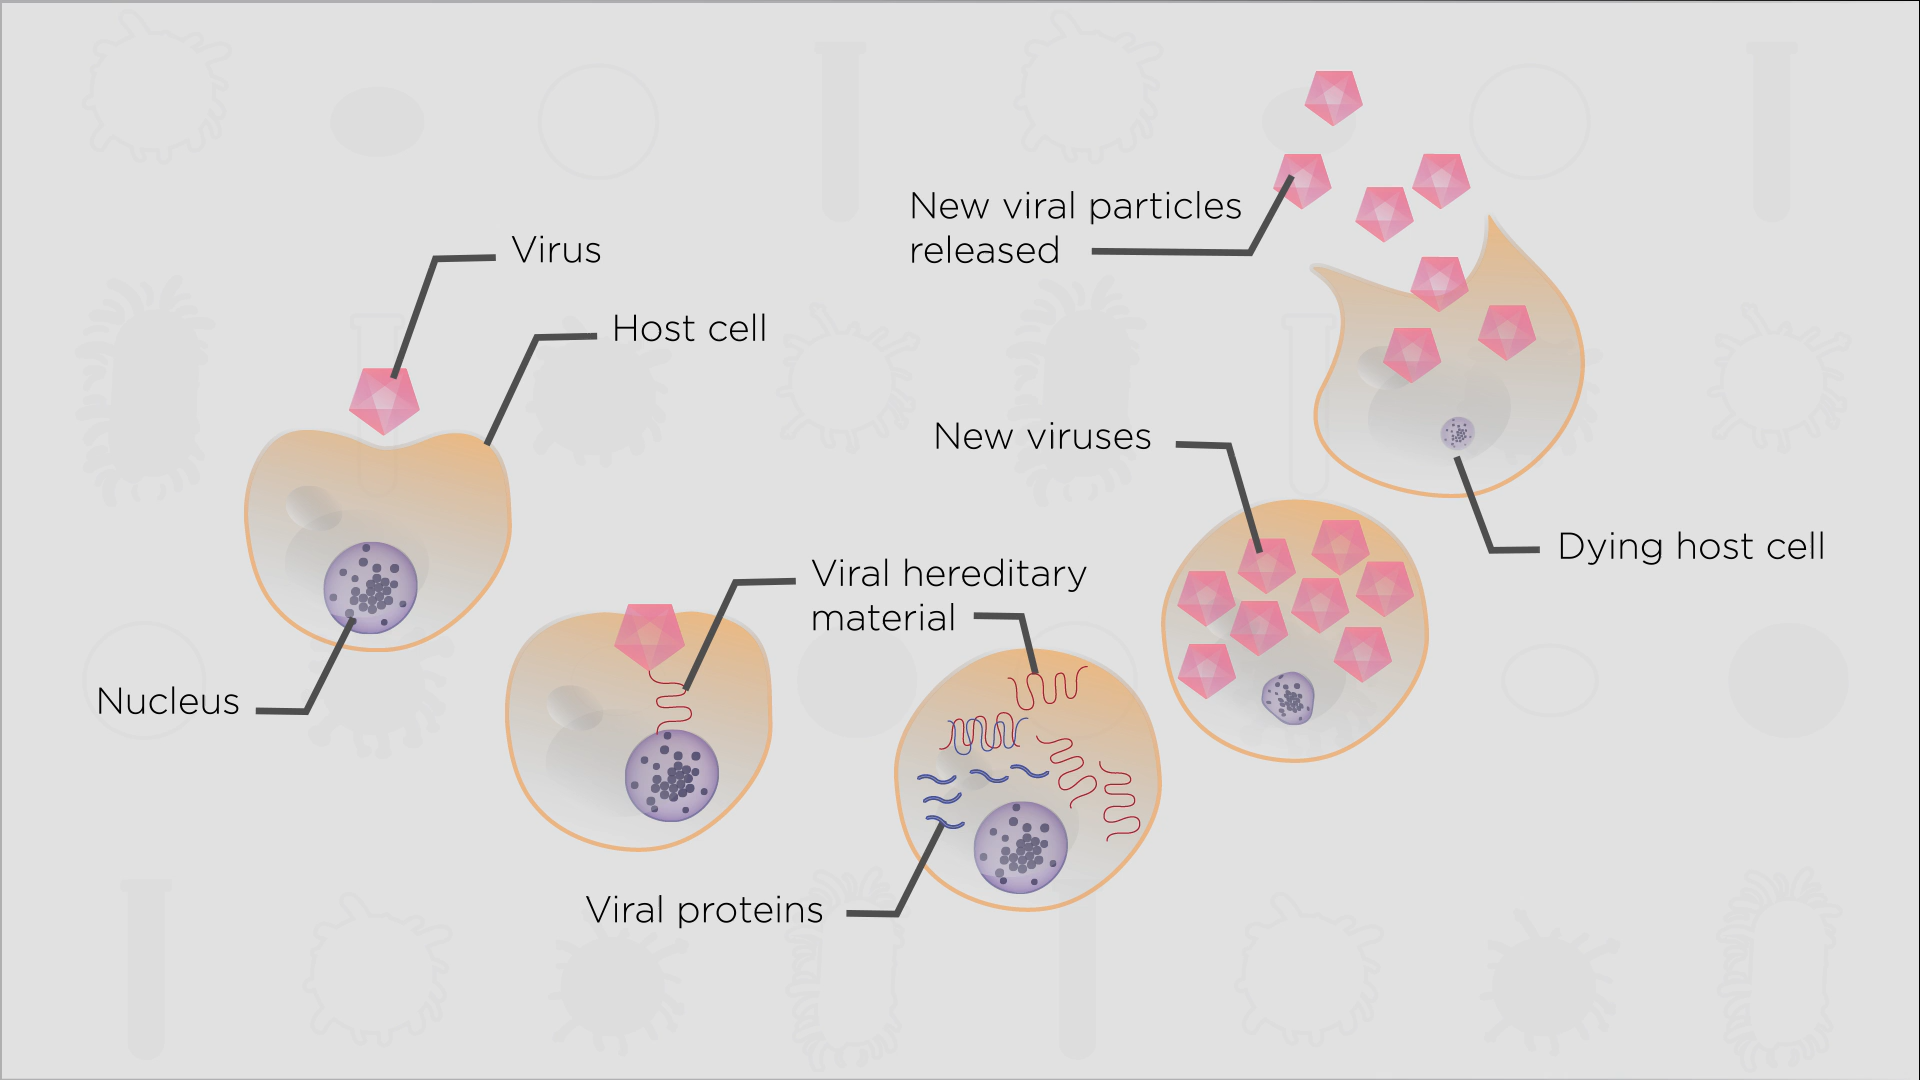 Virus
Host cell
Nucleus
Viral hereditary
material
Viral proteins
New viruses
New viral particles
released
Dying host cell